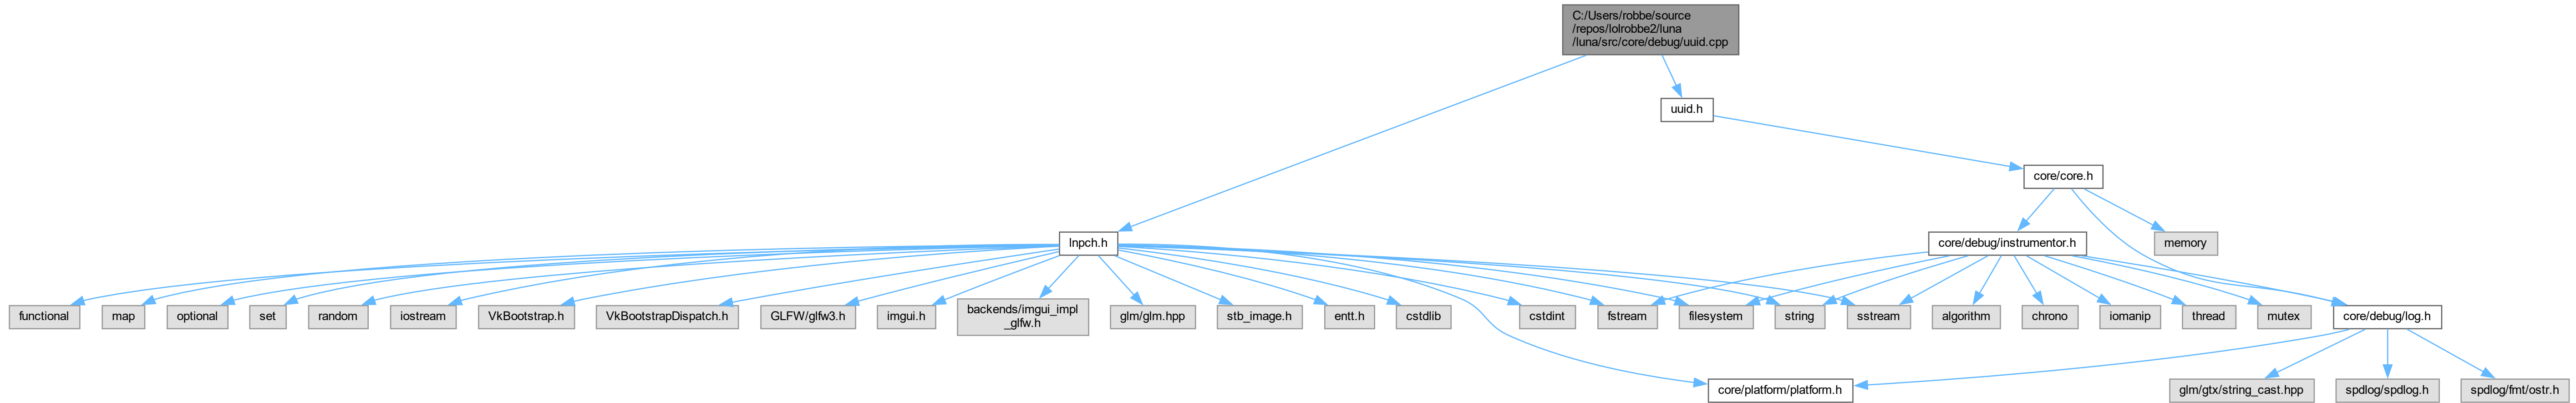 C:/Users/robbe/source
/repos/lolrobbe2/luna
/luna/src/core/debug/uuid.cpp
uuid.h
core/core.h
lnpch.h
core/debug/instrumentor.h
memory
functional
map
optional
set
random
iostream
VkBootstrap.h
VkBootstrapDispatch.h
GLFW/glfw3.h
imgui.h
backends/imgui_impl
_glfw.h
glm/glm.hpp
stb_image.h
entt.h
cstdlib
cstdint
fstream
filesystem
string
sstream
algorithm
chrono
iomanip
thread
mutex
core/debug/log.h
core/platform/platform.h
glm/gtx/string_cast.hpp
spdlog/spdlog.h
spdlog/fmt/ostr.h